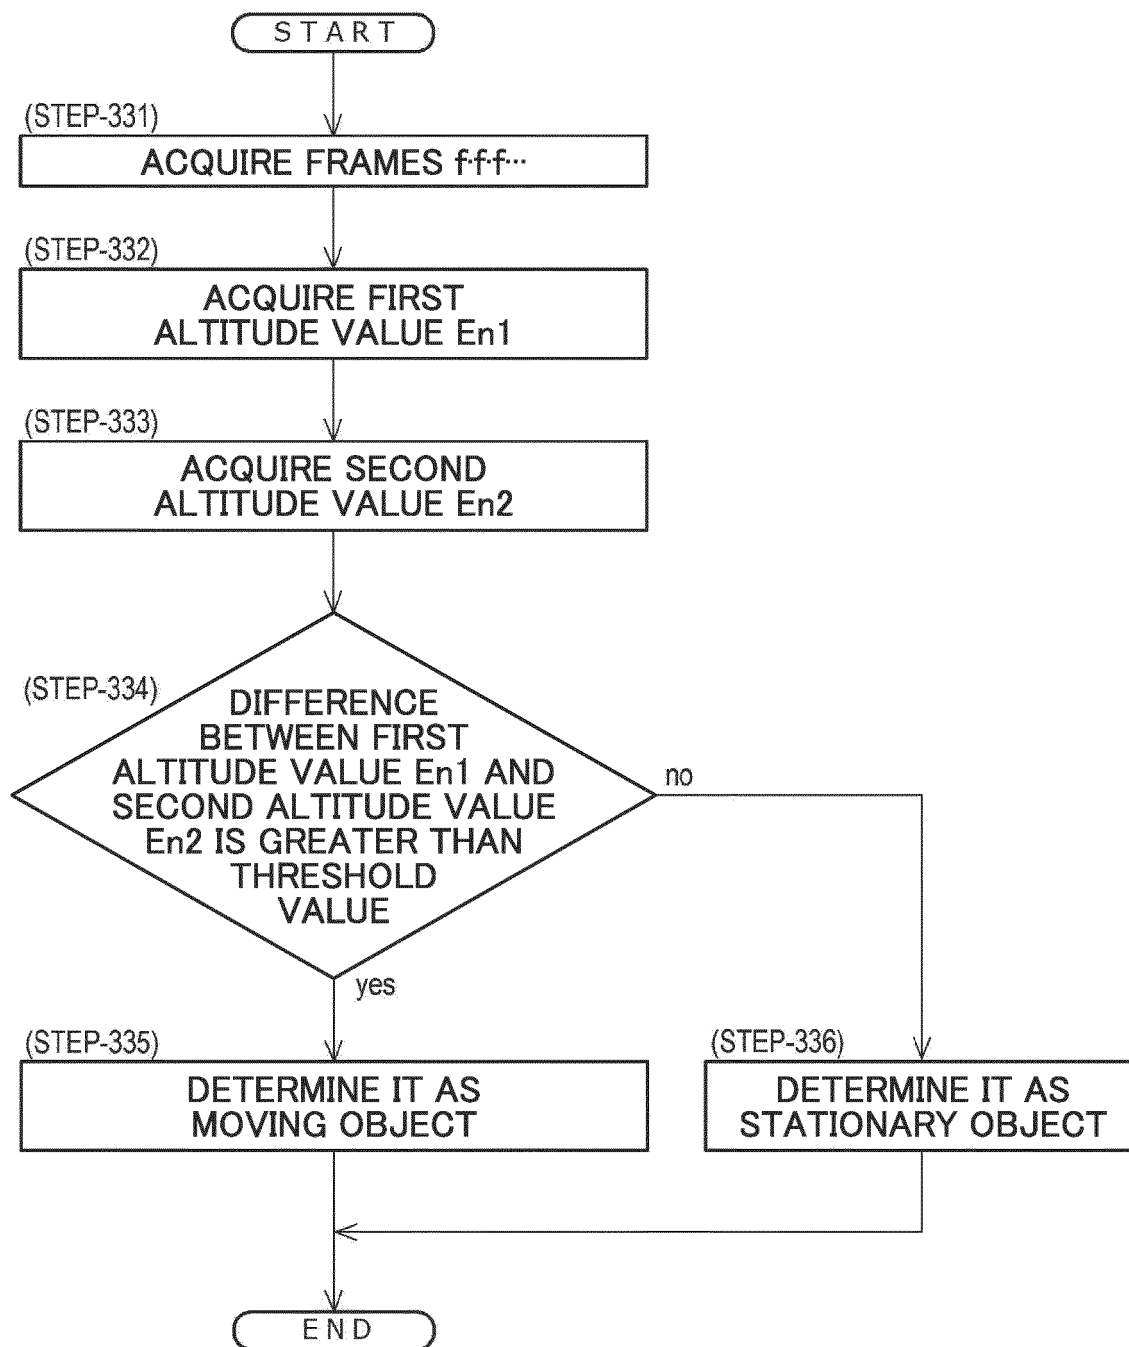 START
(STEP-331)
ACQUIRE FRAMES f·f·f···
(STEP-332)
ACQUIRE FIRST
ALTITUDE VALUE En1
(STEP-333)
ACQUIRE SECOND
ALTITUDE VALUE En2
(STEP-334)
DIFFERENCE
BETWEEN FIRST
ALTITUDE VALUE En1 AND
SECOND ALTITUDE VALUE
En2 IS GREATER THAN
THRESHOLD
VALUE
no
yes
(STEP-335)
DETERMINE IT AS
MOVING OBJECT
(STEP-336)
DETERMINE IT AS
STATIONARY OBJECT
END